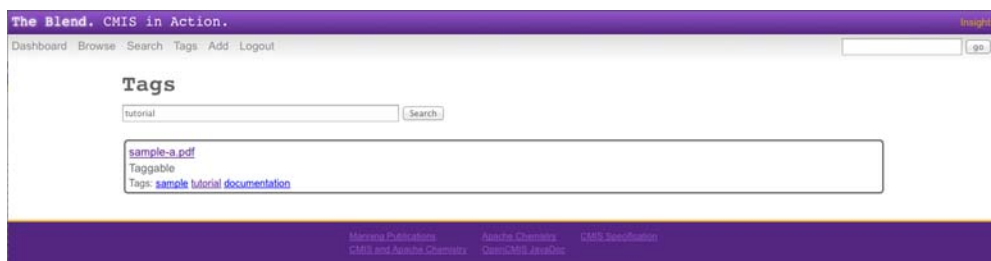 The Blend. CMIS in Action. Insight
Dashboard Browse Search Tags Add Logout go
Tags
tutorial Search
sample-a.pdf
Taggable
Tags: sample tutorial documentation
Manning Publications Apache Chemistry CMIS Specification
CMIS and Apache Chemistry OpenCMIS JavaDoc